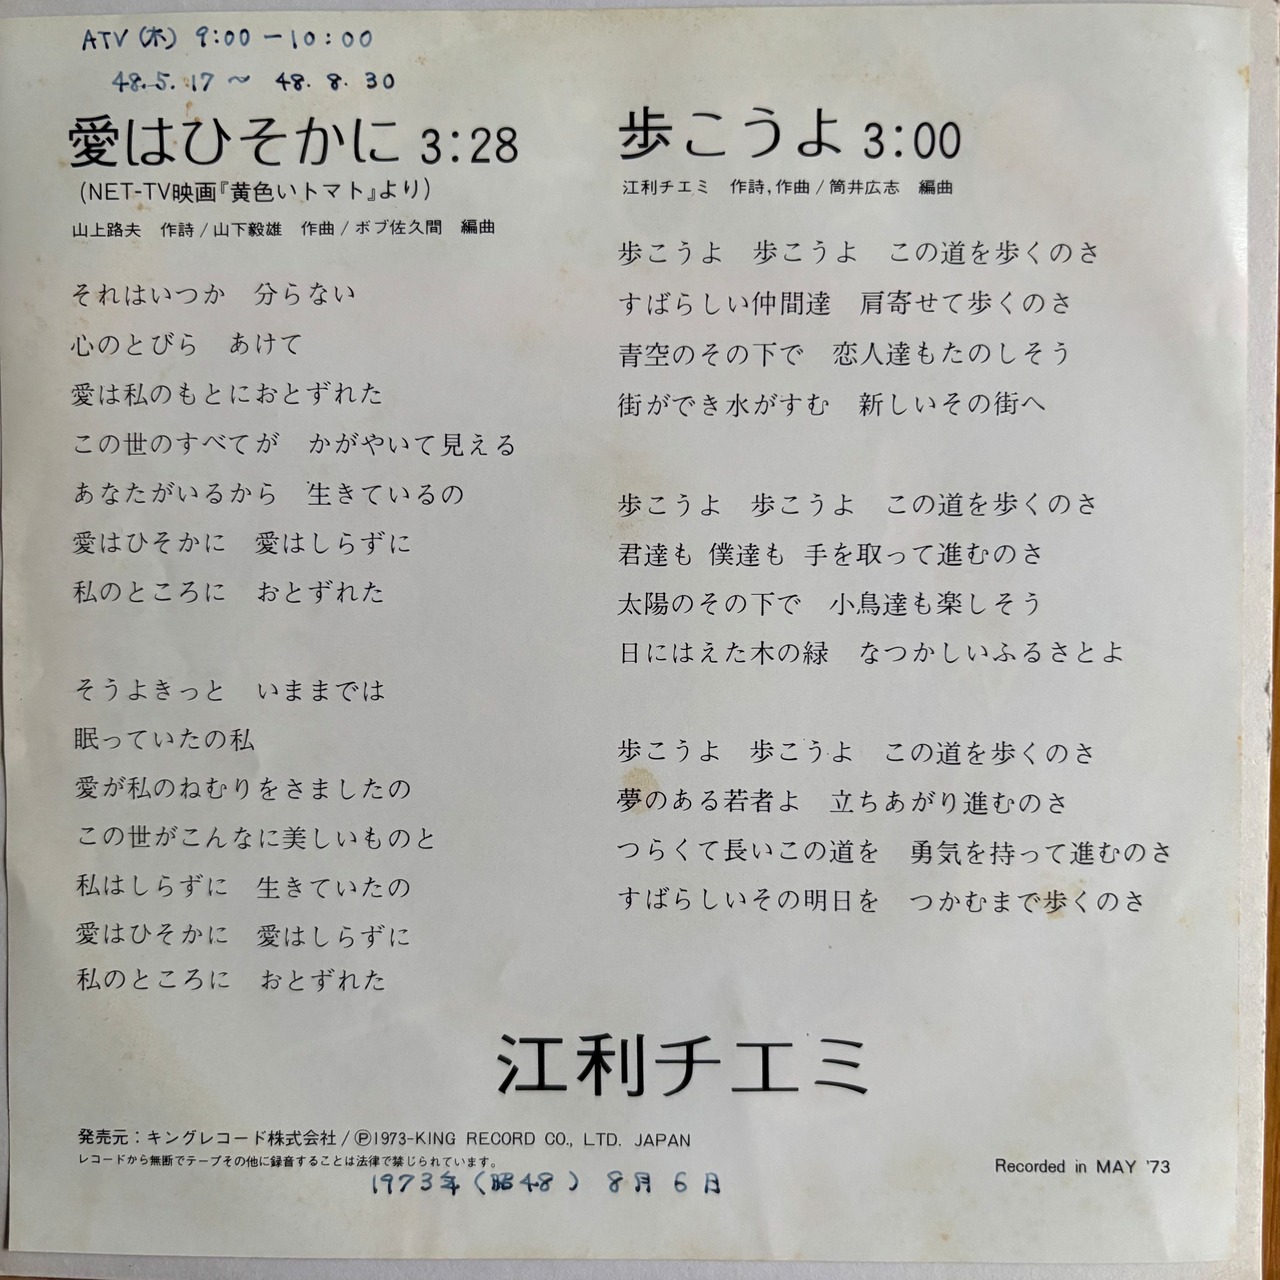 ATV(木) 9:00－10:00
48.5.17～48.8.30
愛はひそかに 3:28
(NET-TV映画『黄色いトマト』より)
山上路夫　作詩/山下毅雄　作曲/ボブ佐久間　編曲
それはいつか　分らない
心のとびら　あけて
愛は私のもとにおとずれた
この世のすべてが　かがやいて見える
あなたがいるから　生きているの
愛はひそかに　愛はしらずに
私のところに　おとずれた
そうよきっと　いままでは
眠っていたの私
愛が私のねむりをさましたの
この世がこんなに美しいものと
私はしらずに　生きていたの
愛はひそかに　愛はしらずに
私のところに　おとずれた
歩こうよ 3:00
江利チエミ　作詩,作曲/筒井広志　編曲
歩こうよ　歩こうよ　この道を歩くのさ
すばらしい仲間達　肩寄せて歩くのさ
青空のその下で　恋人達もたのしそう
街ができ水がすむ　新しいその街へ
歩こうよ　歩こうよ　この道を歩くのさ
君達も 僕達も 手を取って進むのさ
太陽のその下で　小鳥達も楽しそう
日にはえた木の緑　なつかしいふるさとよ
歩こうよ　歩こうよ　この道を歩くのさ
夢のある若者よ　立ちあがり進むのさ
つらくて長いこの道を　勇気を持って進むのさ
すばらしいその明日を　つかむまで歩くのさ
江利チエミ
発売元：キングレコード株式会社/Ⓟ1973-KING RECORD CO., LTD. JAPAN
レコードから無断でテープその他に録音することは法律で禁じられています。
Recorded in MAY '73
1973年(昭48) 8月6日